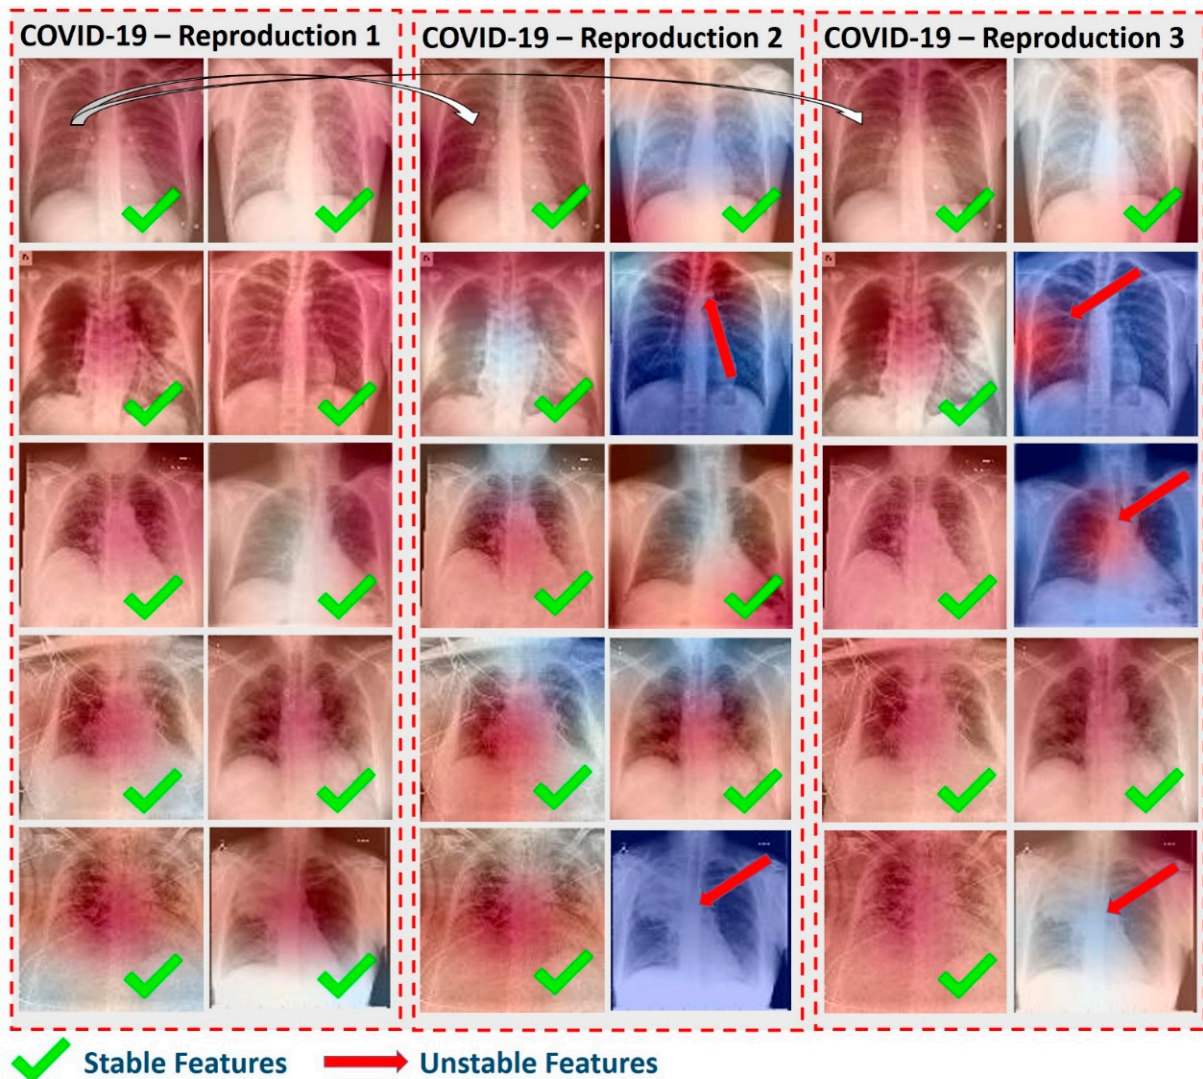 COVID-19 – Reproduction 1
COVID-19 – Reproduction 2
COVID-19 – Reproduction 3
Stable Features
Unstable Features